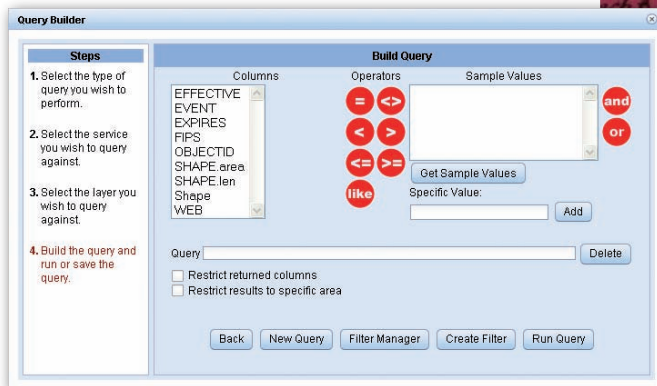 Query Builder
Steps
1. Select the type of
query you wish to
perform.
2. Select the service
you wish to query
against.
3. Select the layer you
wish to query
against.
4. Build the query and
run or save the
query.
Build Query
Columns
EFFECTIVE
EVENT
EXPIRES
FIPS
OBJECTID
SHAPE.area
SHAPE.len
Shape
WEB
Operators
= <>
< >
<= >=
like
Sample Values
and
or
Get Sample Values
Specific Value:
Add
Query
Delete
Restrict returned columns
Restrict results to specific area
Back New Query Filter Manager Create Filter Run Query